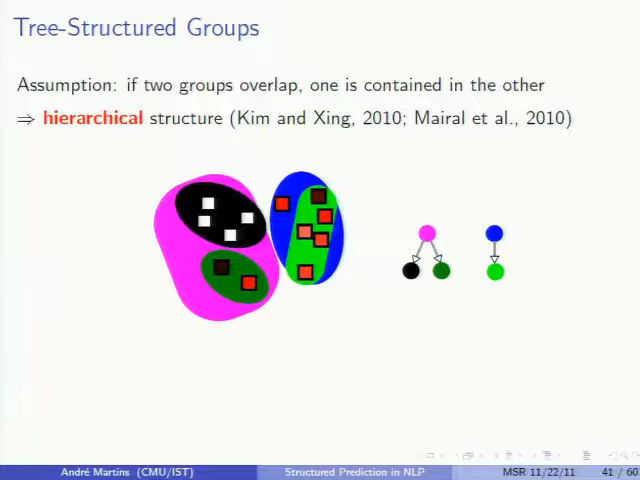 Tree-Structured Groups
Assumption: if two groups overlap, one is contained in the other
⇒ hierarchical structure (Kim and Xing, 2010; Mairal et al., 2010)
André Martins (CMU/IST) Structured Prediction in NLP MSR 11/22/11 41 / 60